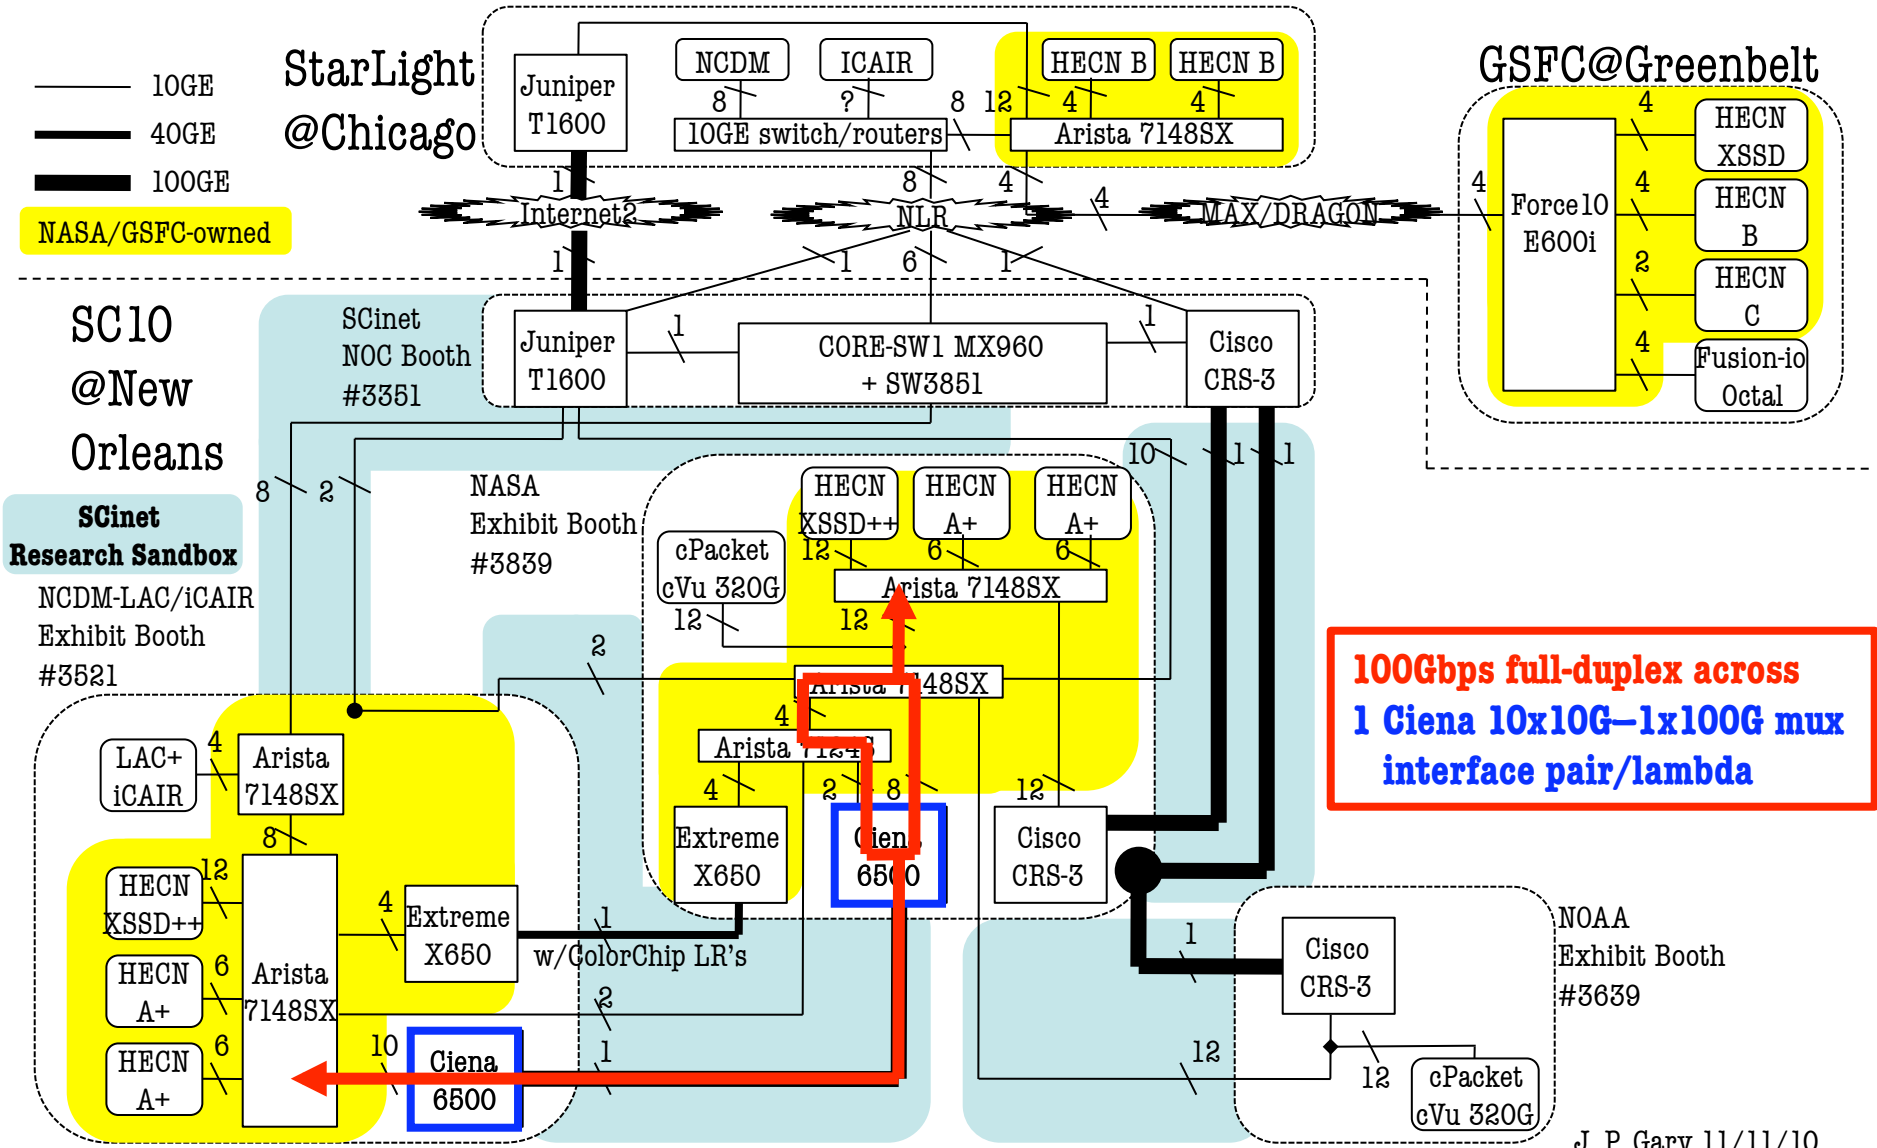 10GE
40GE
100GE
NASA/GSFC-owned
StarLight
@Chicago
Juniper
T1600
NCDM
ICAIR
HECN B
HECN B
8
?
8
12
4
4
10GE switch/routers
Arista 7148SX
1
8
4
Internet2
NLR
4
MAX/DRAGON
1
1
6
1
GSFC@Greenbelt
4
Force10
E600i
4
HECN
XSSD
4
HECN
B
2
HECN
C
4
Fusion-io
Octal
SC10
@New
Orleans
SCinet
NOC Booth
#3351
Juniper
T1600
1
CORE-SW1 MX960
+ SW3851
1
Cisco
CRS-3
8
2
10
1
1
SCinet
Research Sandbox
NASA
Exhibit Booth
#3839
HECN
XSSD++
HECN
A+
HECN
A+
cPacket
cVu 320G
12
6
6
Arista 7148SX
12
12
2
Arista 7148SX
4
Arista 7124S
4
2
8
12
Extreme
X650
Ciena
6500
Cisco
CRS-3
NCDM-LAC/iCAIR
Exhibit Booth
#3521
LAC+
iCAIR
4
Arista
7148SX
8
HECN
XSSD++
12
4
Extreme
X650
1
w/ColorChip LR's
HECN
A+
6
Arista
7148SX
2
HECN
A+
6
10
Ciena
6500
1
100Gbps full-duplex across
1 Ciena 10x10G–1x100G mux
interface pair/lambda
NOAA
Exhibit Booth
#3639
1
Cisco
CRS-3
12
12
cPacket
cVu 320G
J. P. Gary 11/11/10